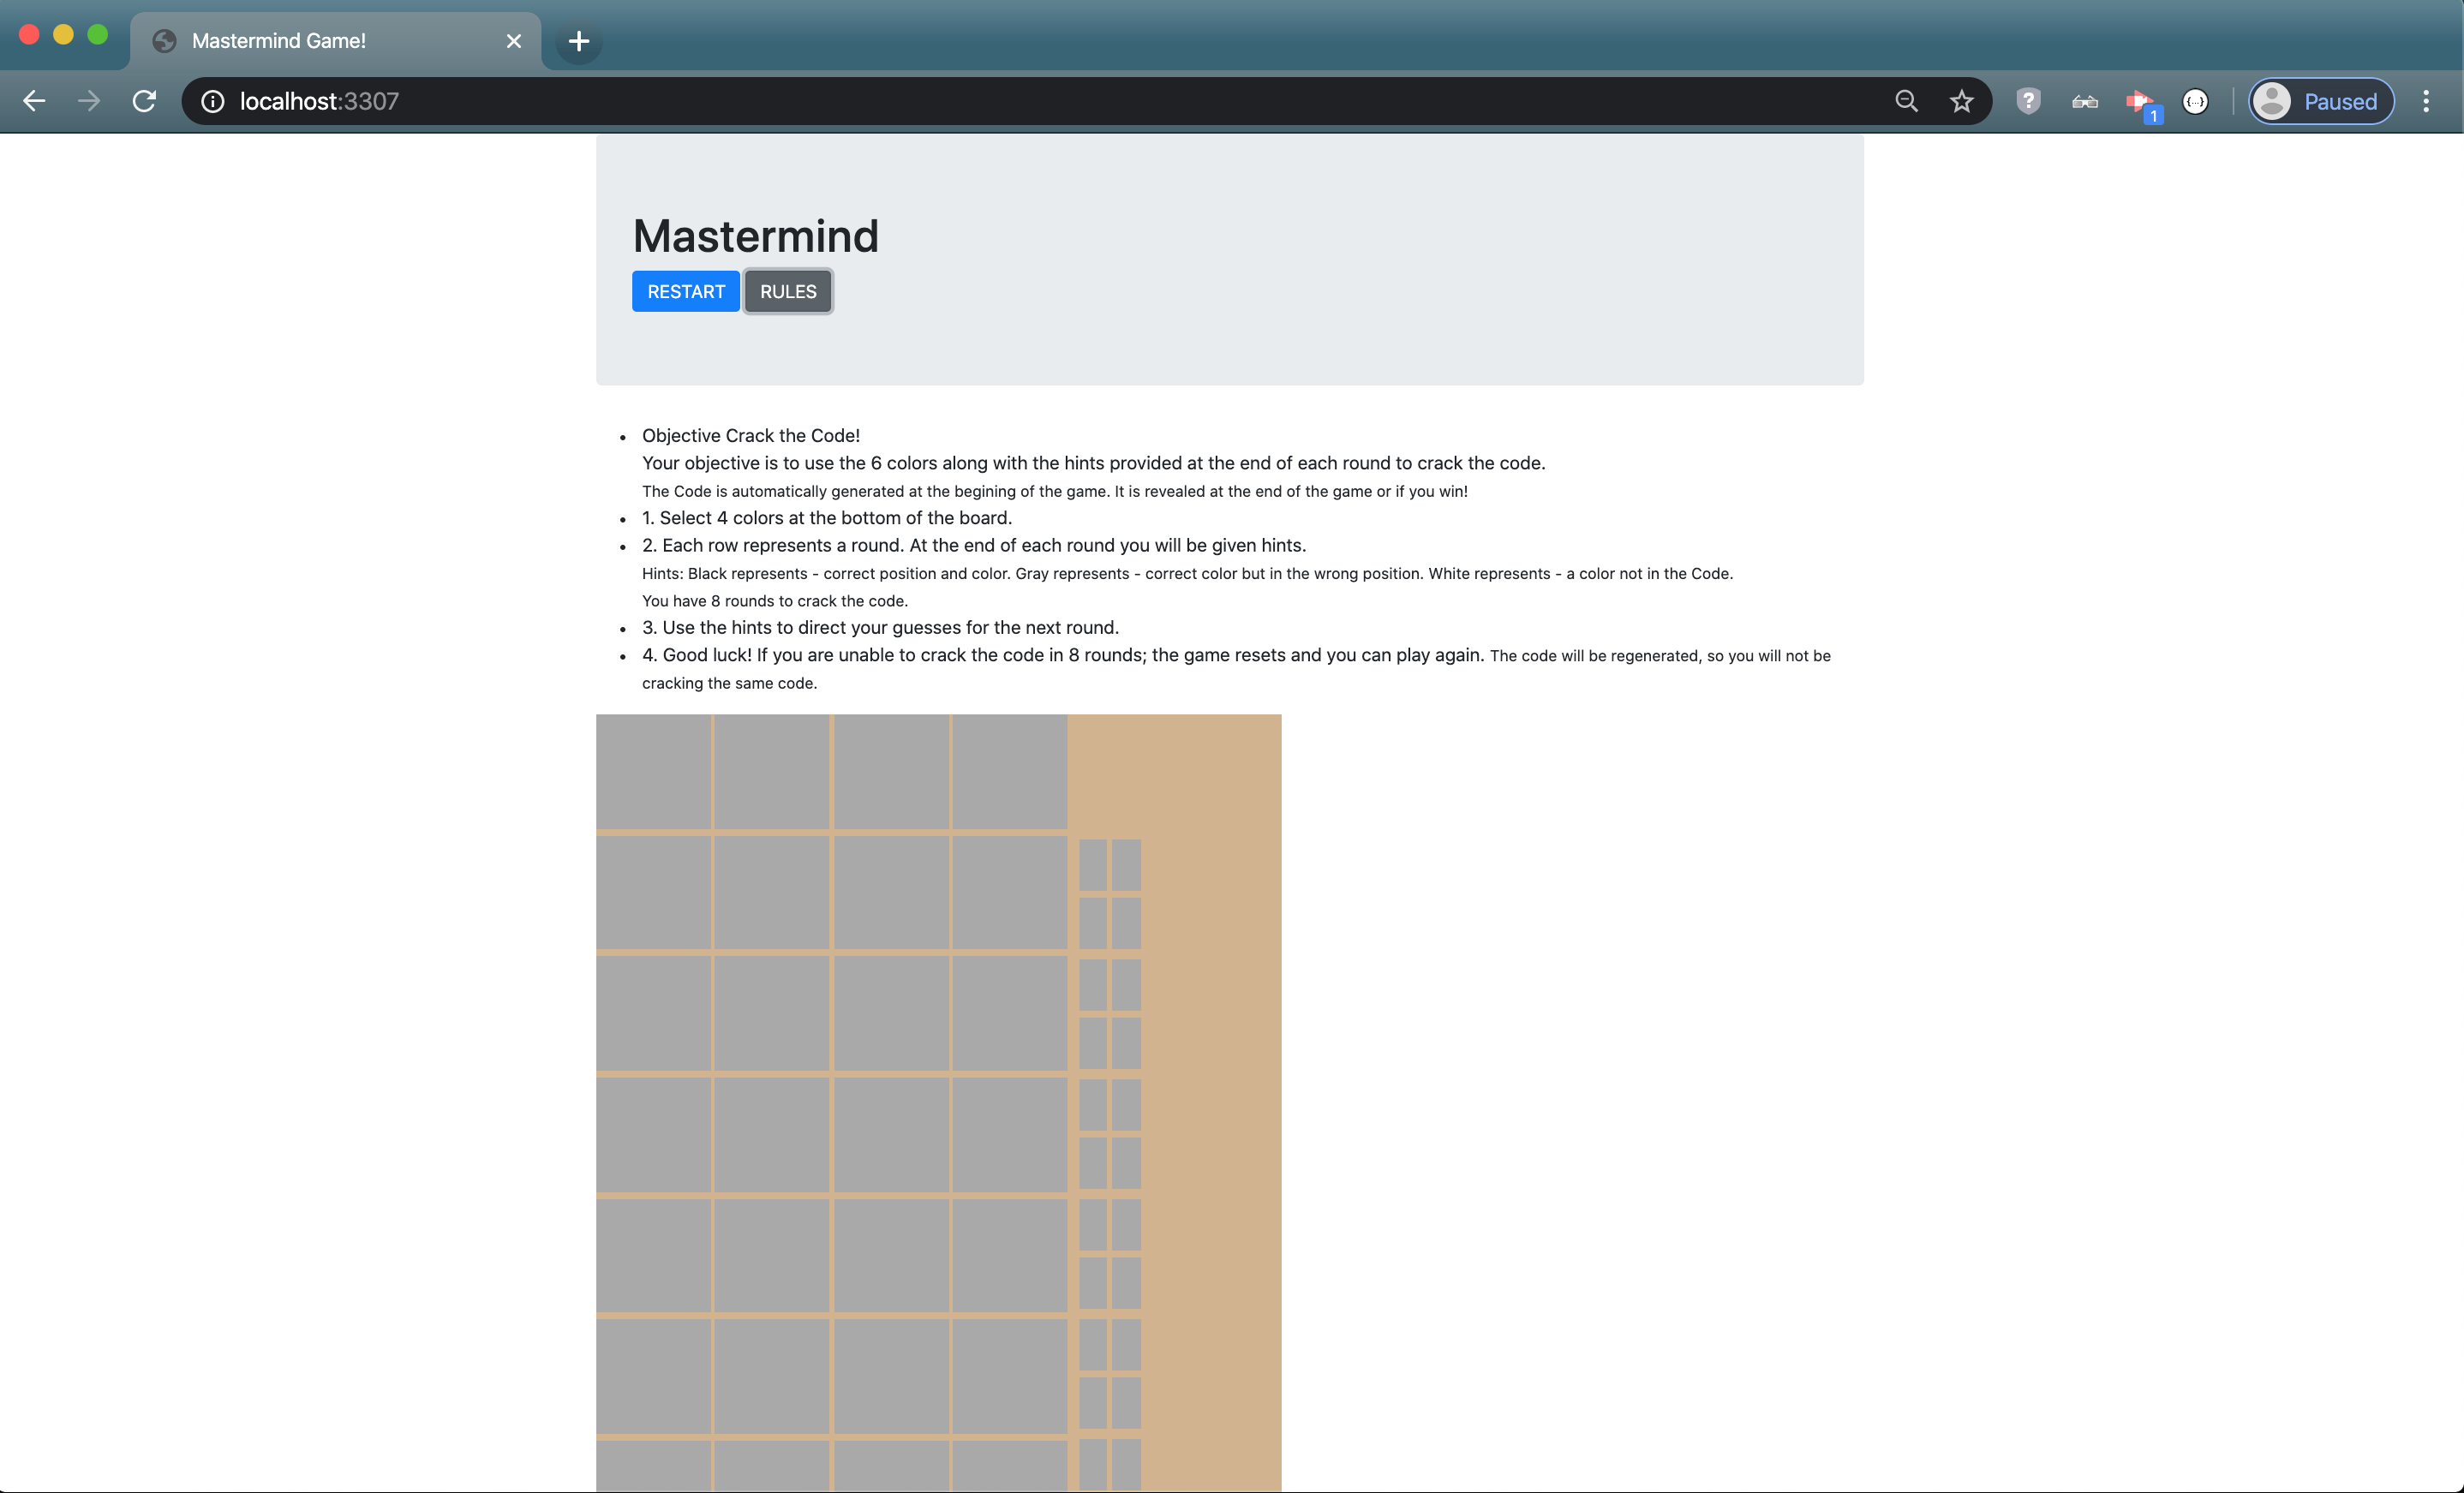 Mastermind Game!
localhost:3307
?
1
{...}
Paused
Mastermind
RESTART RULES
• Objective Crack the Code!
Your objective is to use the 6 colors along with the hints provided at the end of each round to crack the code.
The Code is automatically generated at the begining of the game. It is revealed at the end of the game or if you win!
• 1. Select 4 colors at the bottom of the board.
• 2. Each row represents a round. At the end of each round you will be given hints.
Hints: Black represents - correct position and color. Gray represents - correct color but in the wrong position. White represents - a color not in the Code.
You have 8 rounds to crack the code.
• 3. Use the hints to direct your guesses for the next round.
• 4. Good luck! If you are unable to crack the code in 8 rounds; the game resets and you can play again. The code will be regenerated, so you will not be
cracking the same code.